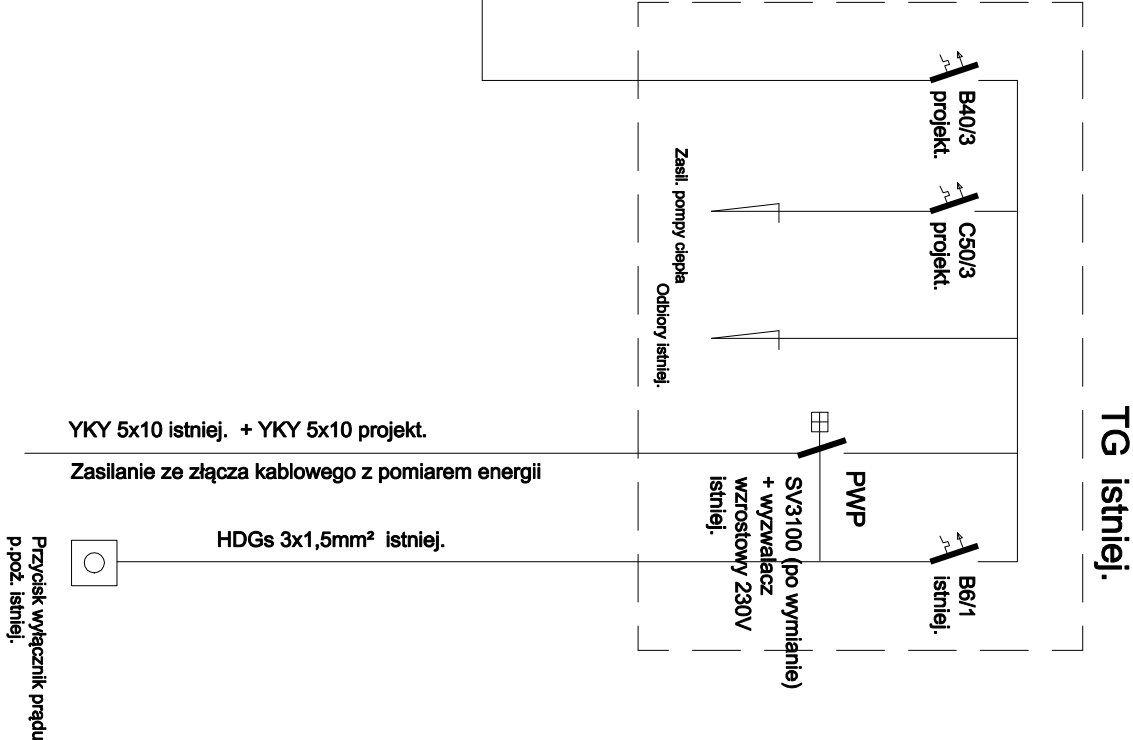 TG istniej.
B40/3
projekt.
C50/3
projekt.
Zasil. pompy ciepła
Odbiory istniej.
YKY 5x10 istniej. + YKY 5x10 projekt.
Zasilanie ze złącza kablowego z pomiarem energii
PWP
SV3100 (po wymianie)
+ wyzwalacz
wzrostowy 230V
istniej.
HDGs 3x1,5mm² istniej.
B6/1
istniej.
Przycisk wyłącznik prądu
p.poż. istniej.